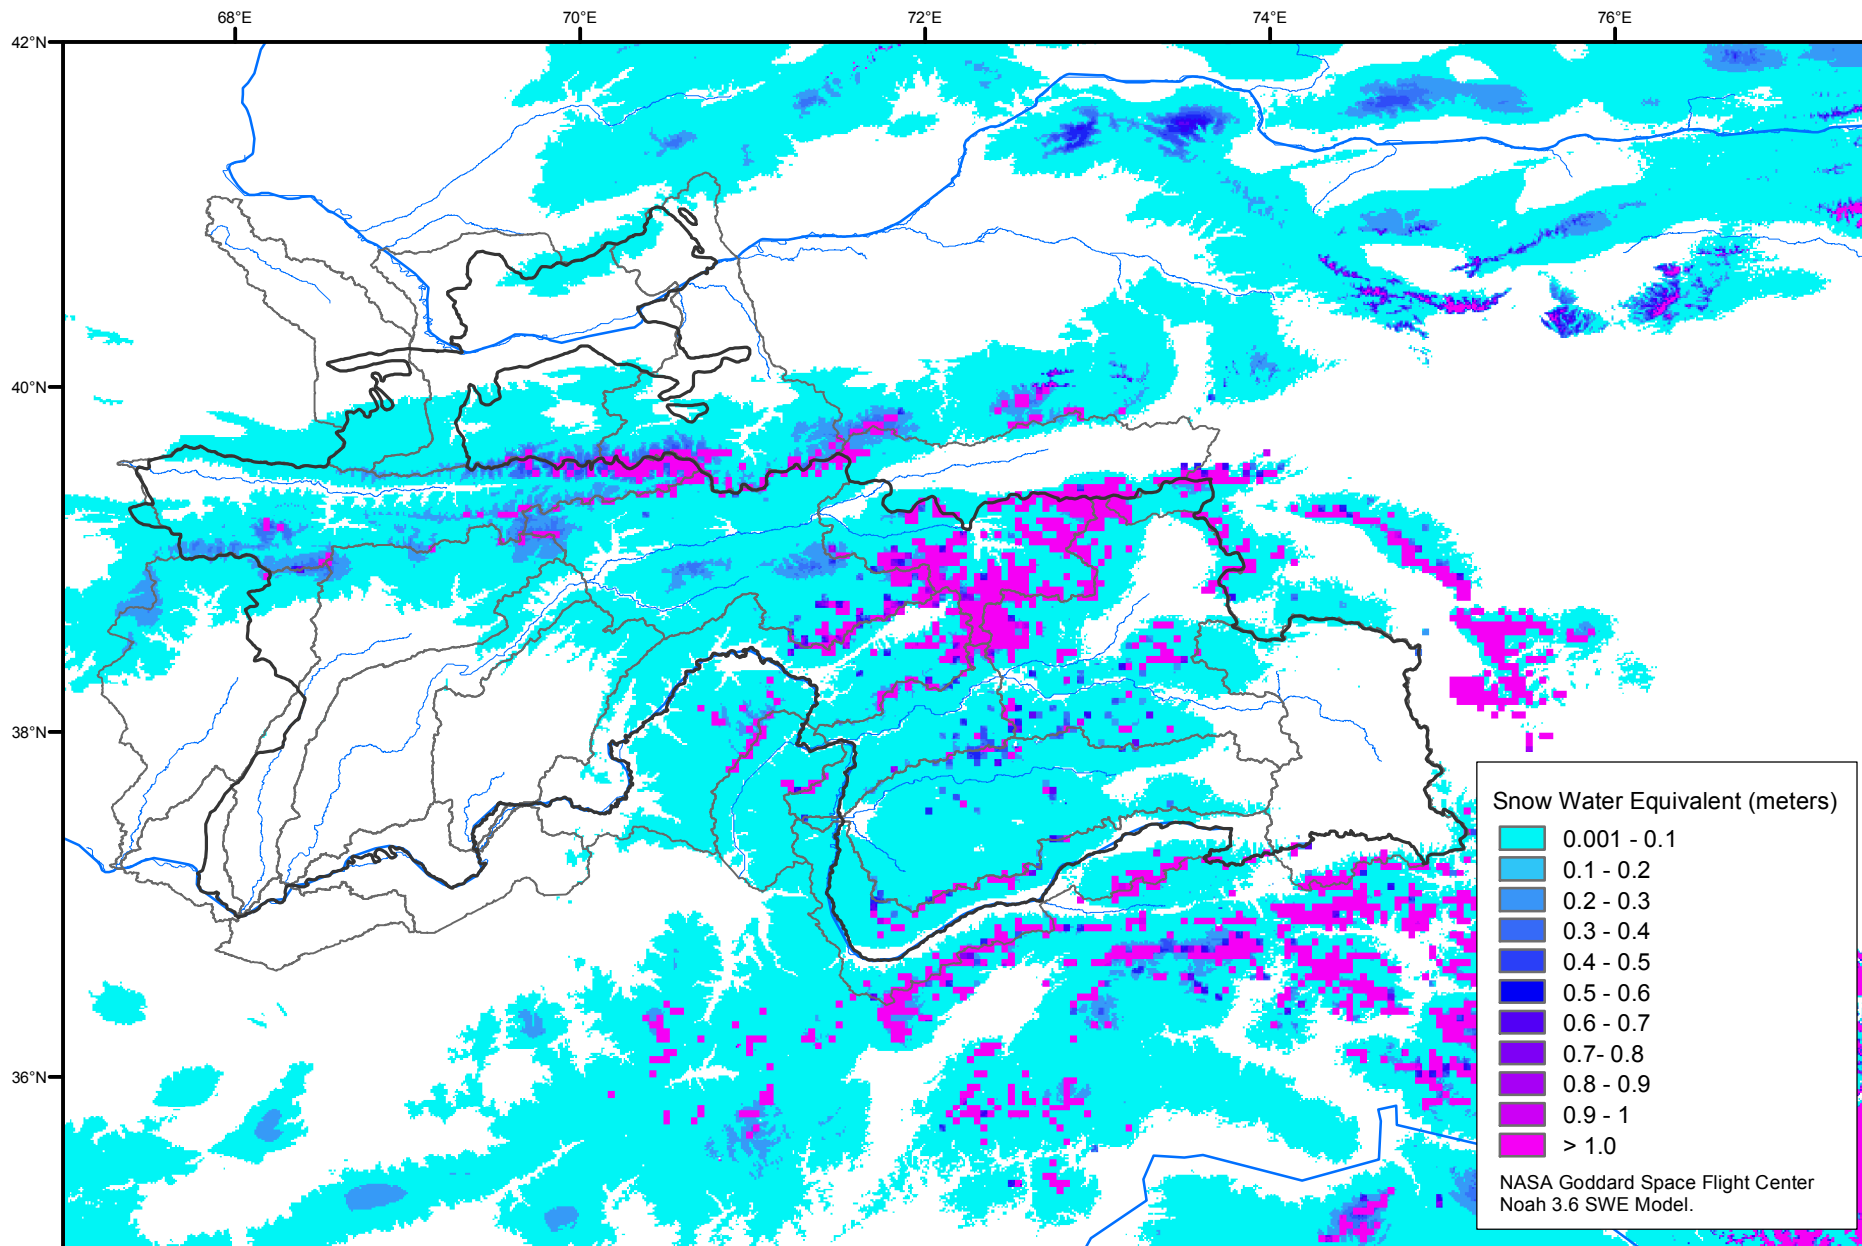 68°E
70°E
72°E
74°E
76°E
42°N
40°N
38°N
36°N
Snow Water Equivalent (meters)
0.001 - 0.1
0.1 - 0.2
0.2 - 0.3
0.3 - 0.4
0.4 - 0.5
0.5 - 0.6
0.6 - 0.7
0.7- 0.8
0.8 - 0.9
0.9 - 1
> 1.0
NASA Goddard Space Flight Center
Noah 3.6 SWE Model.